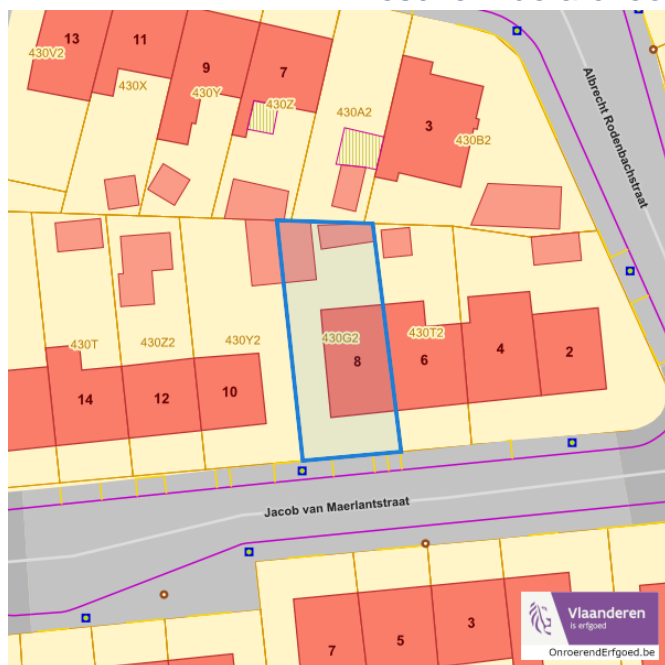 13
11
9
7
3
430V2
430X
430Y
430Z
430A2
430B2
Albrecht Rodenbachstraat
430T
430Z2
430Y2
430G2
430T2
14
12
10
8
6
4
2
Jacob van Maerlantstraat
7
5
3
Vlaanderen
is erfgoed
OnroerendErfgoed.be